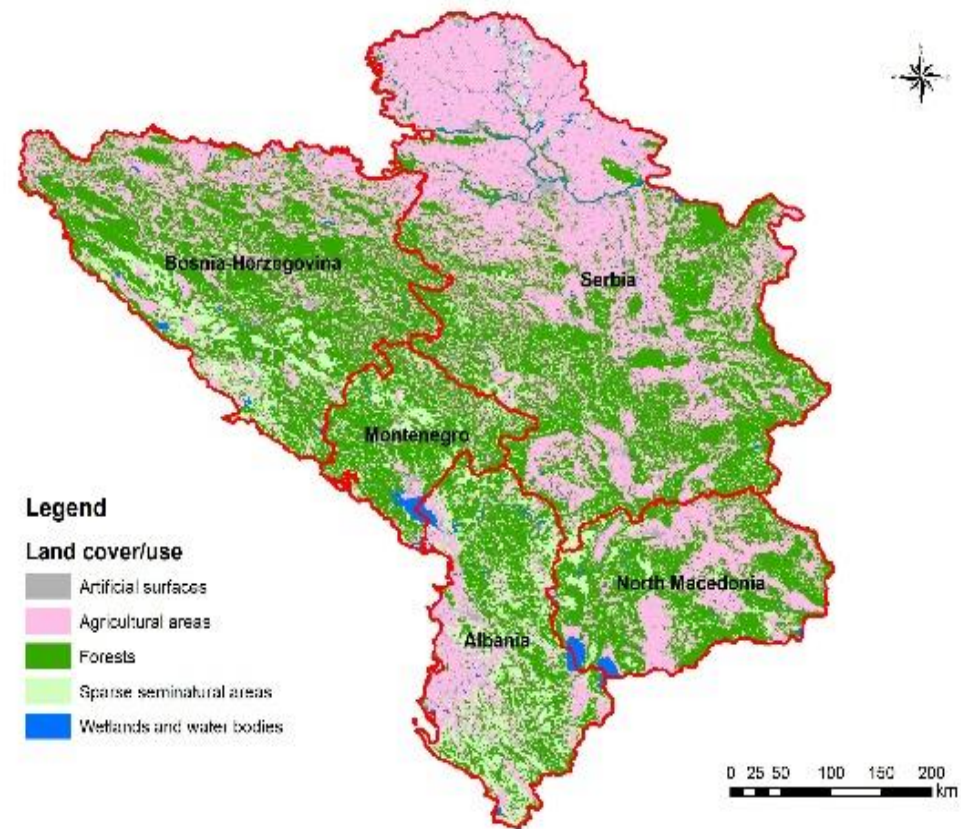 Bosnia-Herzegovina
Serbia
Montenegro
North Macedonia
Albania
Legend
Land cover/use
Artificial surfaces
Agricultural areas
Forests
Sparse seminatural areas
Wetlands and water bodies
0 25 50 100 150 200
km